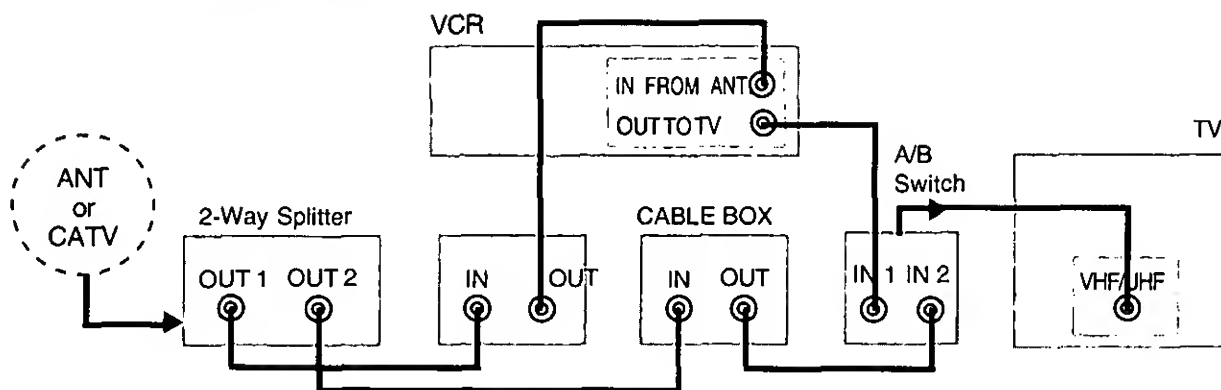 VCR
IN FROM ANT.
OUT TO TV
TV
A/B
Switch
ANT
or
CATV
2-Way Splitter
CABLE BOX
OUT 1 OUT 2
IN OUT
IN OUT
IN 1 IN 2
VHF/UHF